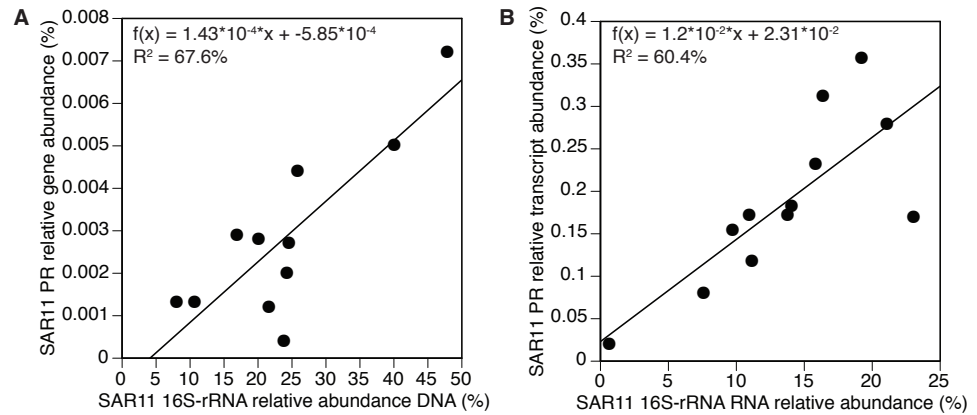 A
f(x) = 1.43*10-4*x + -5.85*10-4
R2 = 67.6%
SAR11 PR relative gene abundance (%)
0.008
0.007
0.006
0.005
0.004
0.003
0.002
0.001
0
0 5 10 15 20 25 30 35 40 45 50
SAR11 16S-rRNA relative abundance DNA (%)
B
f(x) = 1.2*10-2*x + 2.31*10-2
R2 = 60.4%
SAR11 PR relative transcript abundance (%)
0.4
0.35
0.3
0.25
0.2
0.15
0.1
0.05
0
0 5 10 15 20 25
SAR11 16S-rRNA RNA relative abundance (%)